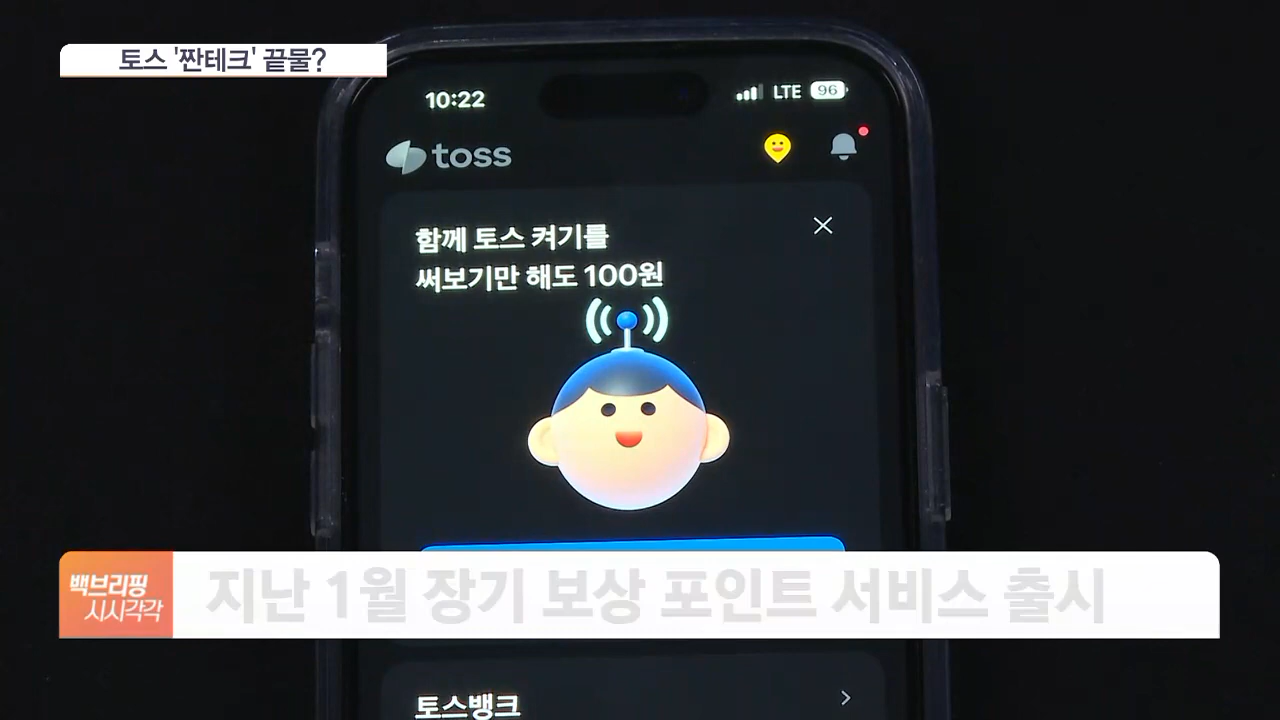 토스 '짠테크' 끝물?
10:22
LTE 96
toss
함께 토스 켜기를
써보기만 해도 100원
백브리핑
시시각각
지난 1월 장기 보상 포인트 서비스 출시
토스뱅크